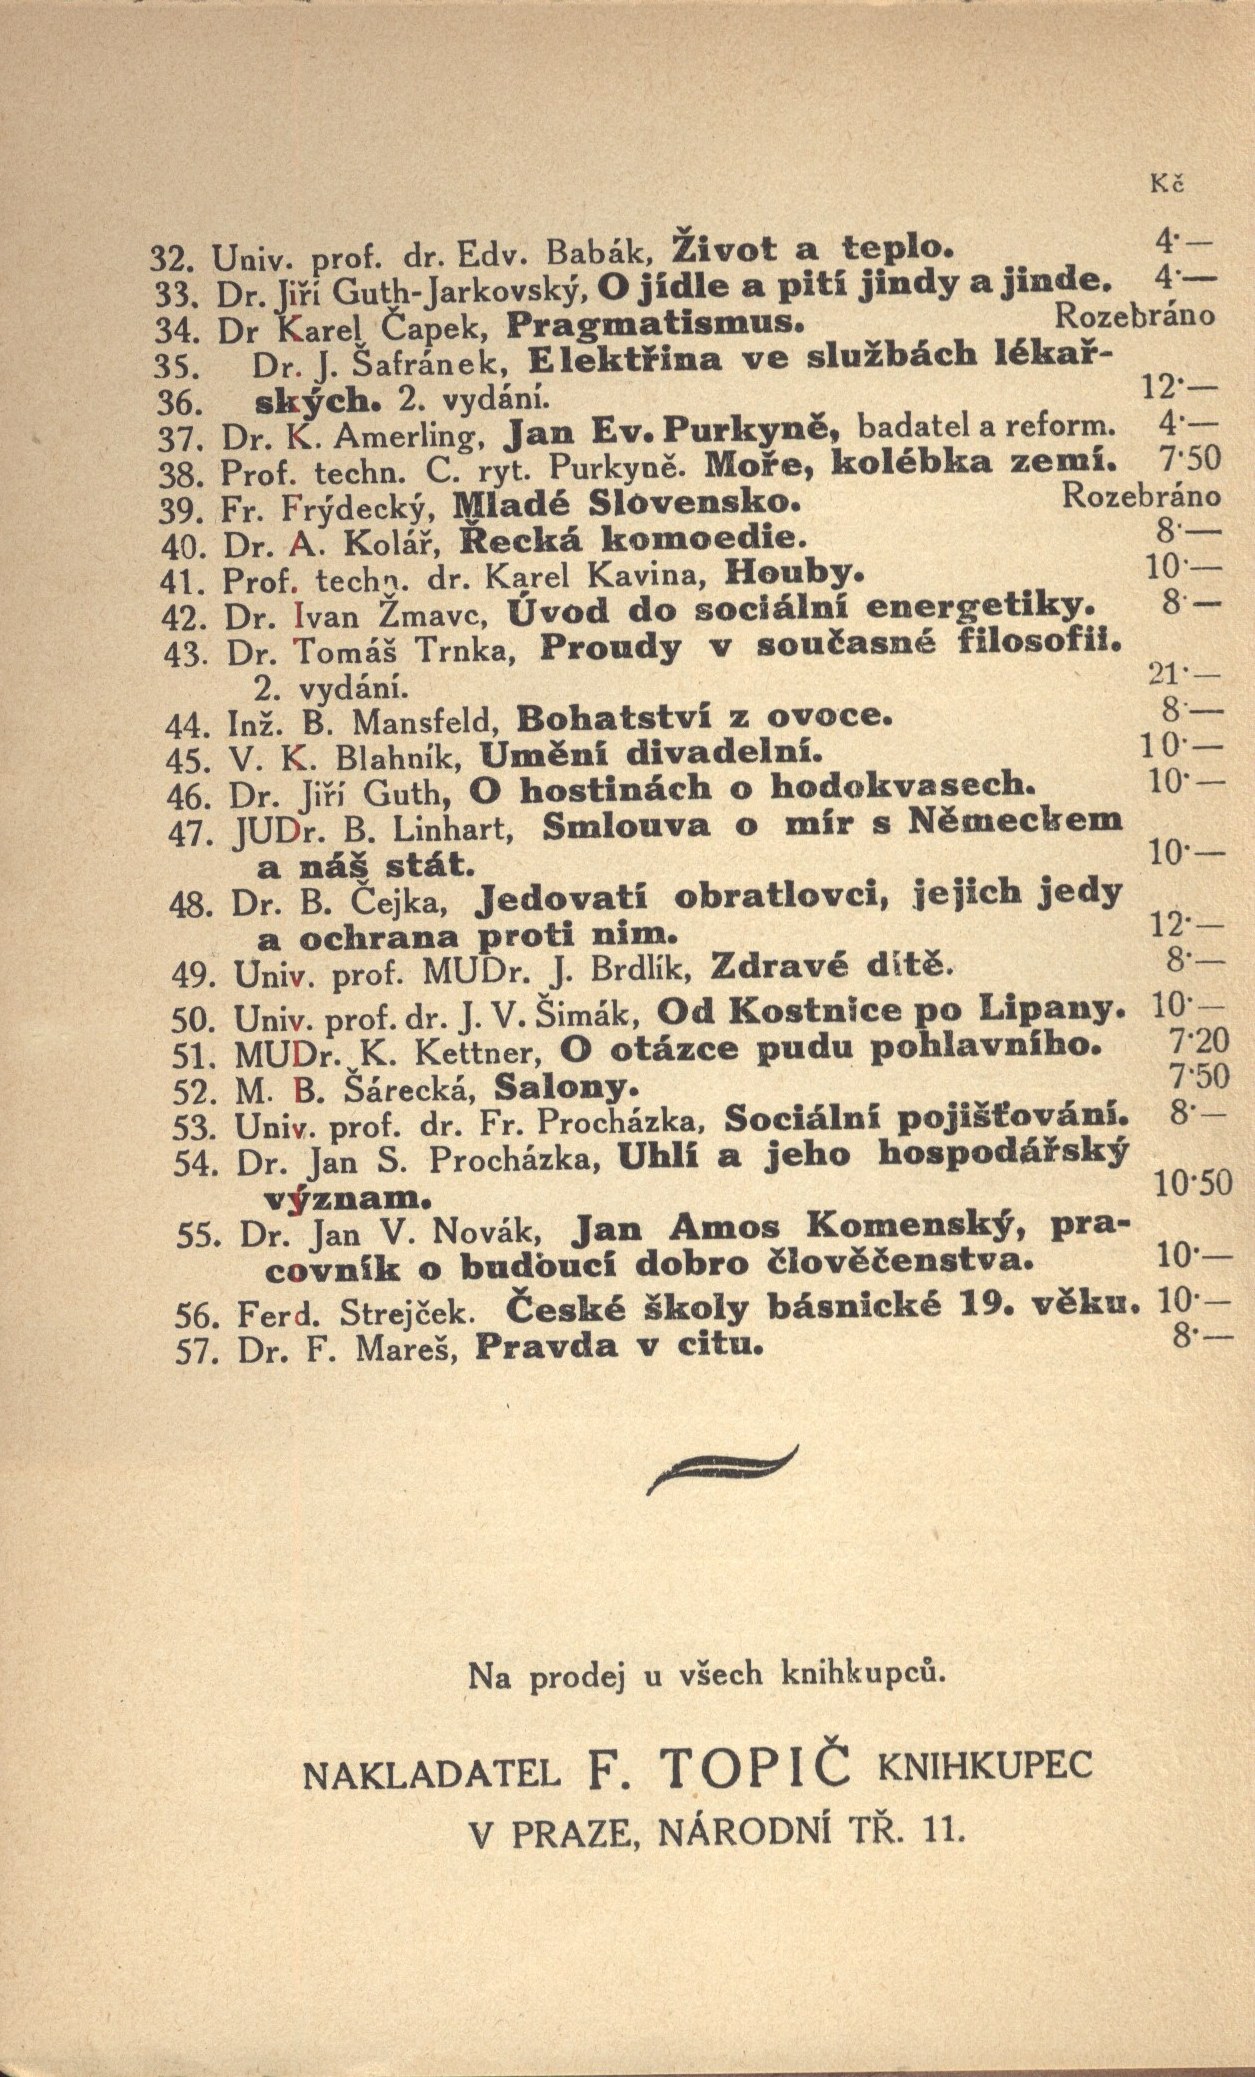 Kč
32. Univ. prof. dr. Edv. Babák, Život a teplo. 4·—
33. Dr. Jiří Guth-Jarkovský, O jídle a pití jindy a jinde. 4·—
34. Dr Karel Čapek, Pragmatismus. Rozebráno
35. Dr. J. Šafránek, Elektřina ve službách lékař-
36. ských. 2. vydání. 12·—
37. Dr. K. Amerling, Jan Ev. Purkyně, badatel a reform. 4·—
38. Prof. techn. C. ryt. Purkyně. Moře, kolébka zemí. 7·50
39. Fr. Frýdecký, Mladé Slovensko. Rozebráno
40. Dr. A. Kolář, Řecká komoedie. 8·—
41. Prof. techn. dr. Karel Kavina, Houby. 10·—
42. Dr. Ivan Žmavc, Úvod do sociální energetiky. 8·—
43. Dr. Tomáš Trnka, Proudy v současné filosofii.
2. vydání. 21·—
44. Inž. B. Mansfeld, Bohatství z ovoce. 8·—
45. V. K. Blahník, Umění divadelní. 10·—
46. Dr. Jiří Guth, O hostinách o hodokvasech. 10·—
47. JUDr. B. Linhart, Smlouva o mír s Německem
a náš stát. 10·—
48. Dr. B. Čejka, Jedovatí obratlovci, jejich jedy
a ochrana proti nim. 12·—
49. Univ. prof. MUDr. J. Brdlík, Zdravé dítě. 8·—
50. Univ. prof. dr. J. V. Šimák, Od Kostnice po Lipany. 10·—
51. MUDr. K. Kettner, O otázce pudu pohlavního. 7·20
52. M. B. Šárecká, Salony. 7·50
53. Univ. prof. dr. Fr. Procházka, Sociální pojišťování. 8·—
54. Dr. Jan S. Procházka, Uhlí a jeho hospodářský
význam. 10·50
55. Dr. Jan V. Novák, Jan Amos Komenský, pra-
covník o budoucí dobro člověčenstva. 10·—
56. Ferd. Strejček. České školy básnické 19. věku. 10·—
57. Dr. F. Mareš, Pravda v citu. 8·—
Na prodej u všech knihkupců.
NAKLADATEL F. TOPIČ KNIHKUPEC
V PRAZE, NÁRODNÍ TŘ. 11.